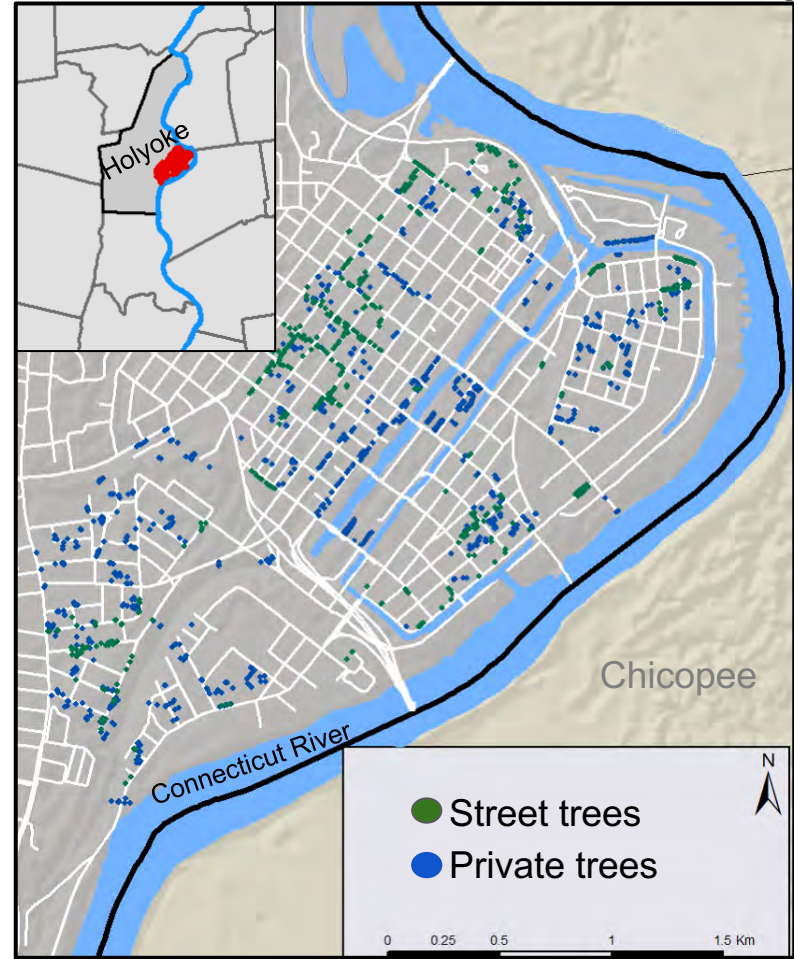 Holyoke
Chicopee
Connecticut River
N
Street trees
Private trees
0 0.25 0.5 1 1.5 Km